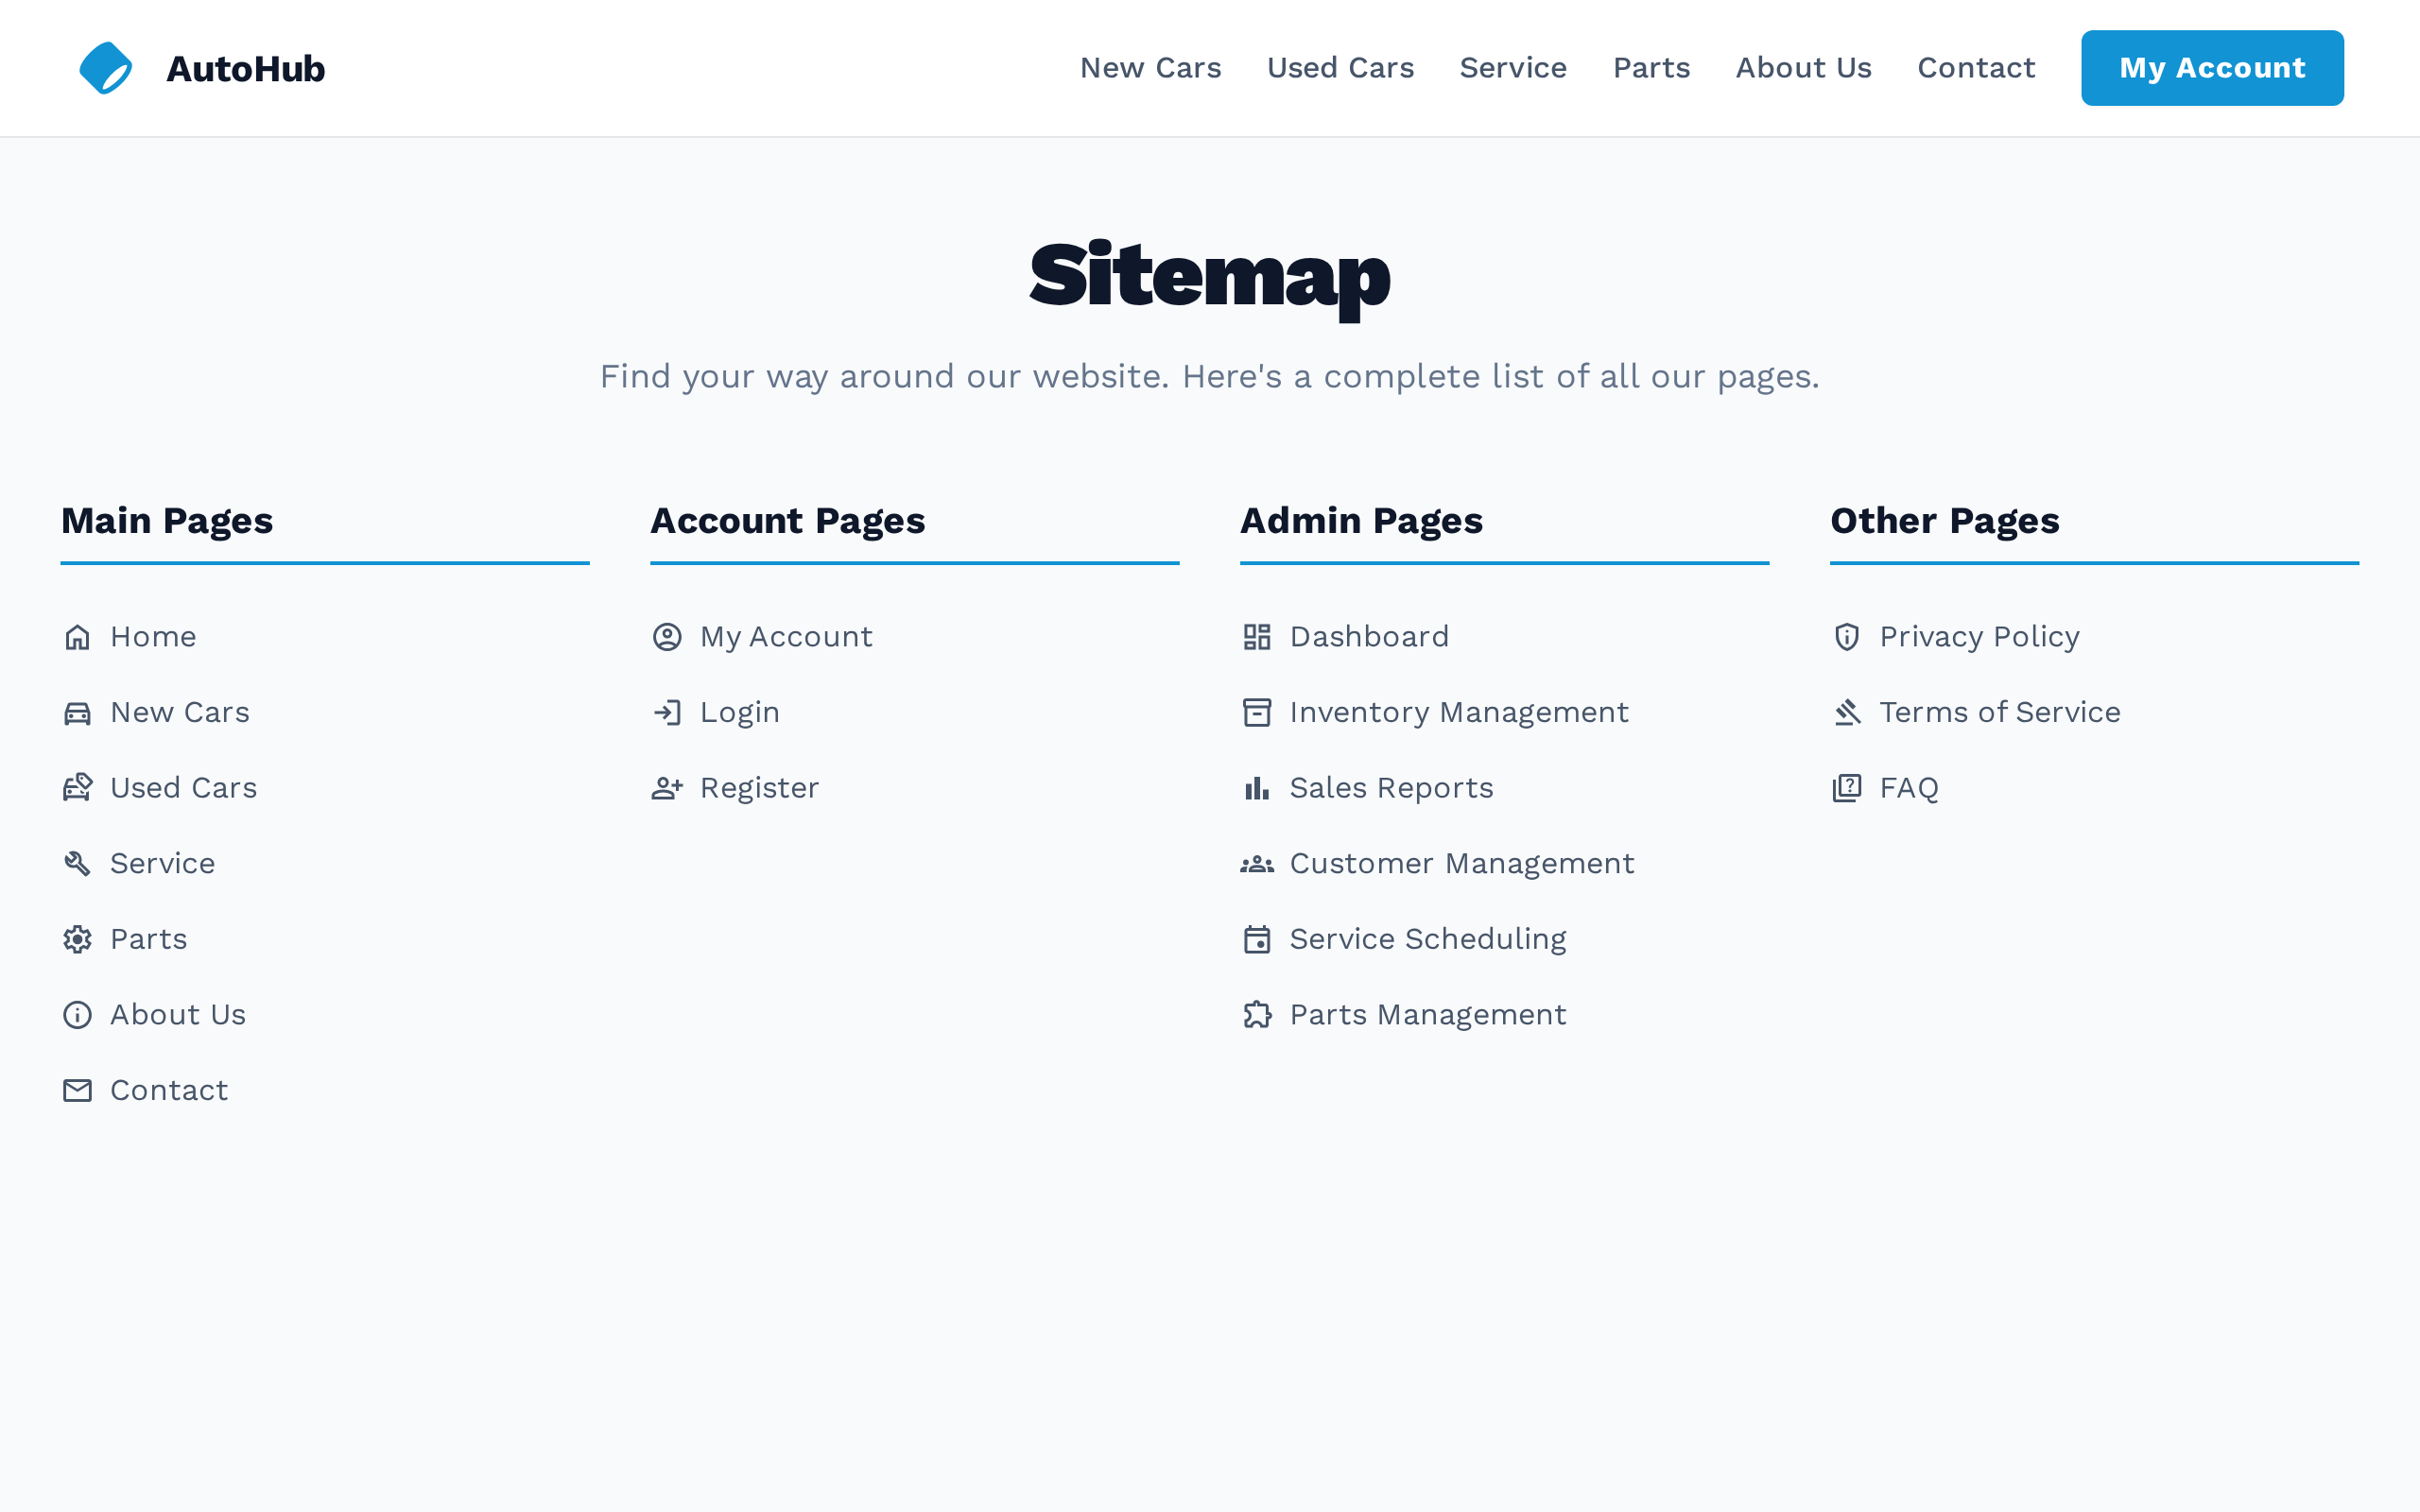 AutoHub
New Cars
Used Cars
Service
Parts
About Us
Contact
My Account
Sitemap
Find your way around our website. Here's a complete list of all our pages.
Main Pages
Home
New Cars
Used Cars
Service
Parts
About Us
Contact
Account Pages
My Account
Login
Register
Admin Pages
Dashboard
Inventory Management
Sales Reports
Customer Management
Service Scheduling
Parts Management
Other Pages
Privacy Policy
Terms of Service
FAQ